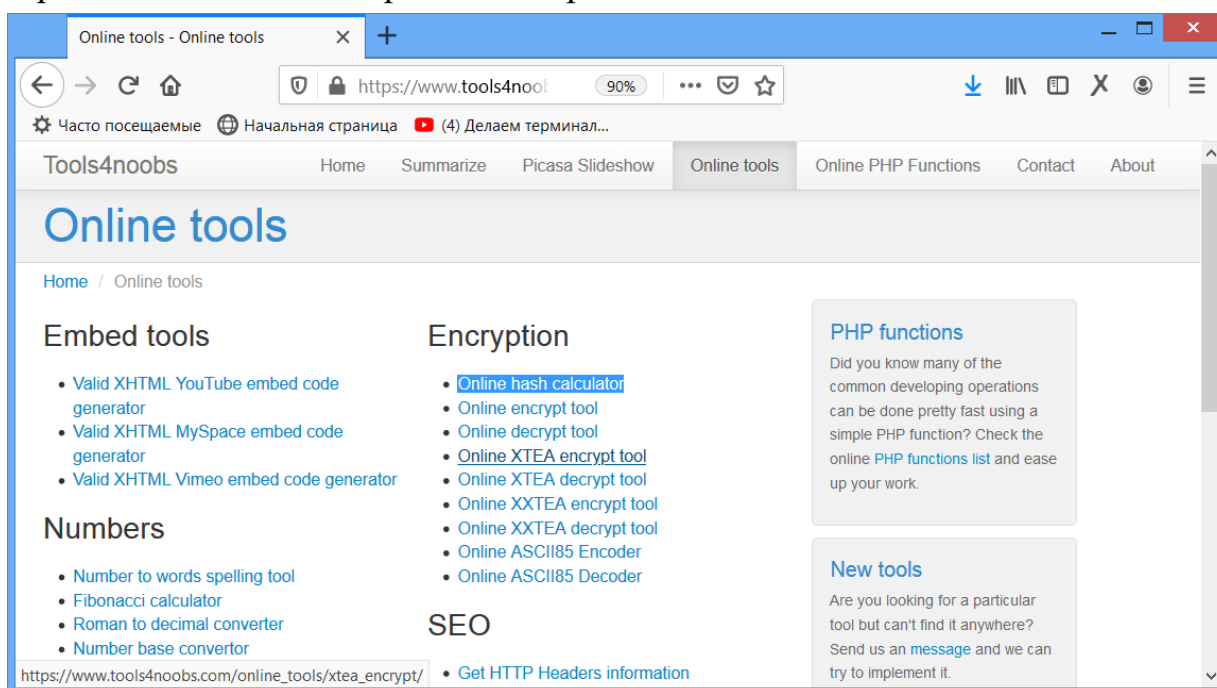 Online tools - Online tools
https://www.tools4noob
90%
Часто посещаемые Начальная страница (4) Делаем терминал...
Tools4noobs Home Summarize Picasa Slideshow Online tools Online PHP Functions Contact About
Online tools
Home / Online tools
Embed tools
Valid XHTML YouTube embed code
generator
Valid XHTML MySpace embed code
generator
Valid XHTML Vimeo embed code generator
Numbers
Number to words spelling tool
Fibonacci calculator
Roman to decimal converter
Number base convertor
Encryption
Online hash calculator
Online encrypt tool
Online decrypt tool
Online XTEA encrypt tool
Online XTEA decrypt tool
Online XXTEA encrypt tool
Online XXTEA decrypt tool
Online ASCII85 Encoder
Online ASCII85 Decoder
SEO
Get HTTP Headers information
PHP functions
Did you know many of the
common developing operations
can be done pretty fast using a
simple PHP function? Check the
online PHP functions list and ease
up your work.
New tools
Are you looking for a particular
tool but can't find it anywhere?
Send us an message and we can
try to implement it.
https://www.tools4noobs.com/online_tools/xtea_encrypt/